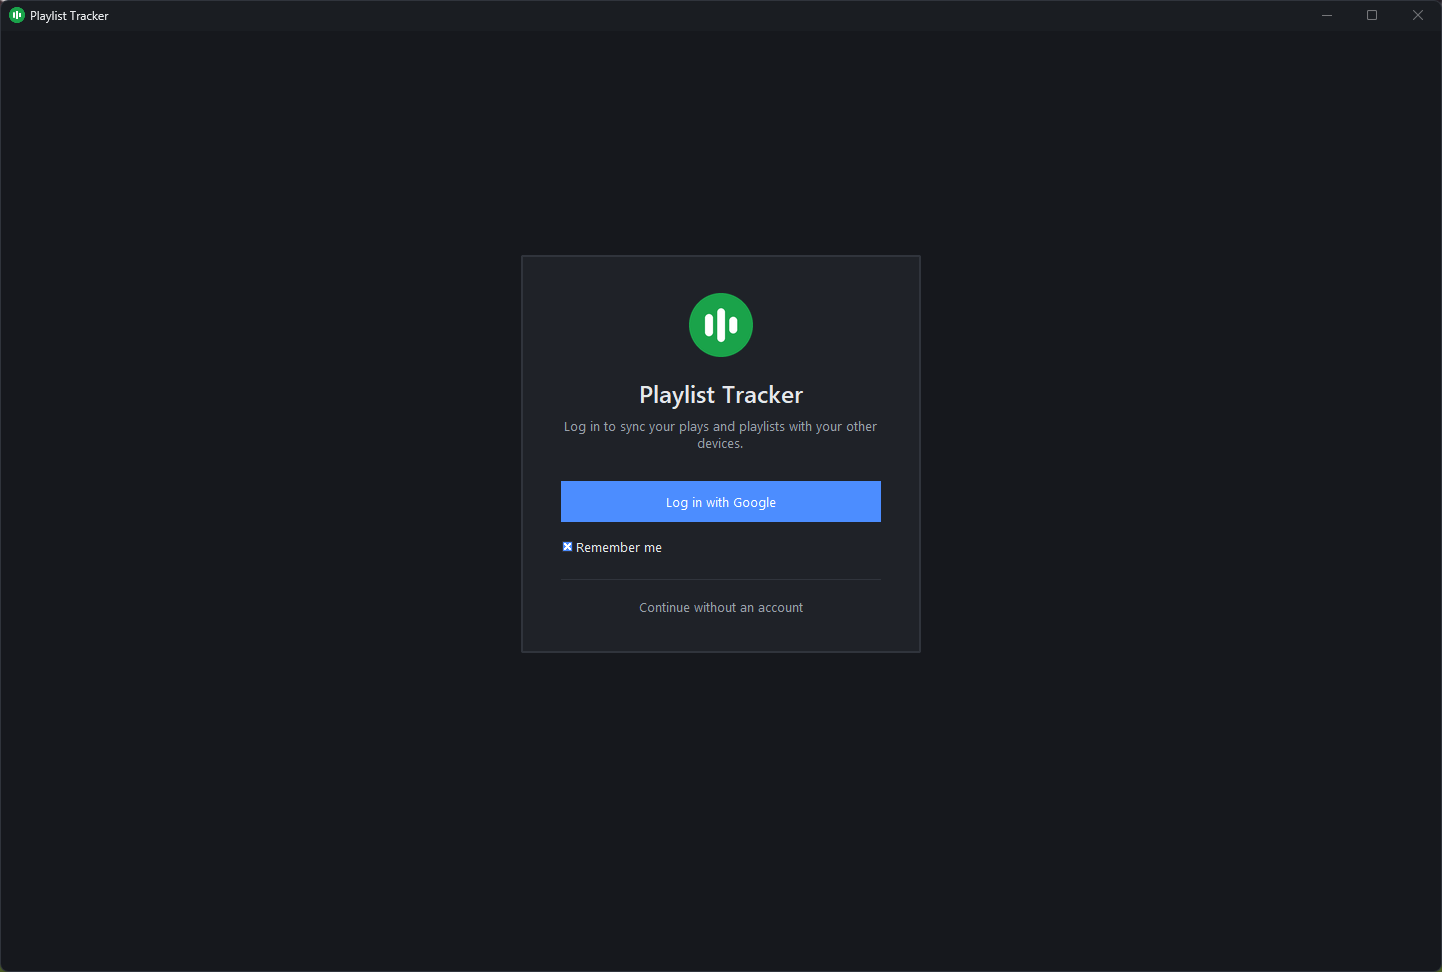 Playlist Tracker
Playlist Tracker
Log in to sync your plays and playlists with your other
devices.
Log in with Google
Remember me
Continue without an account